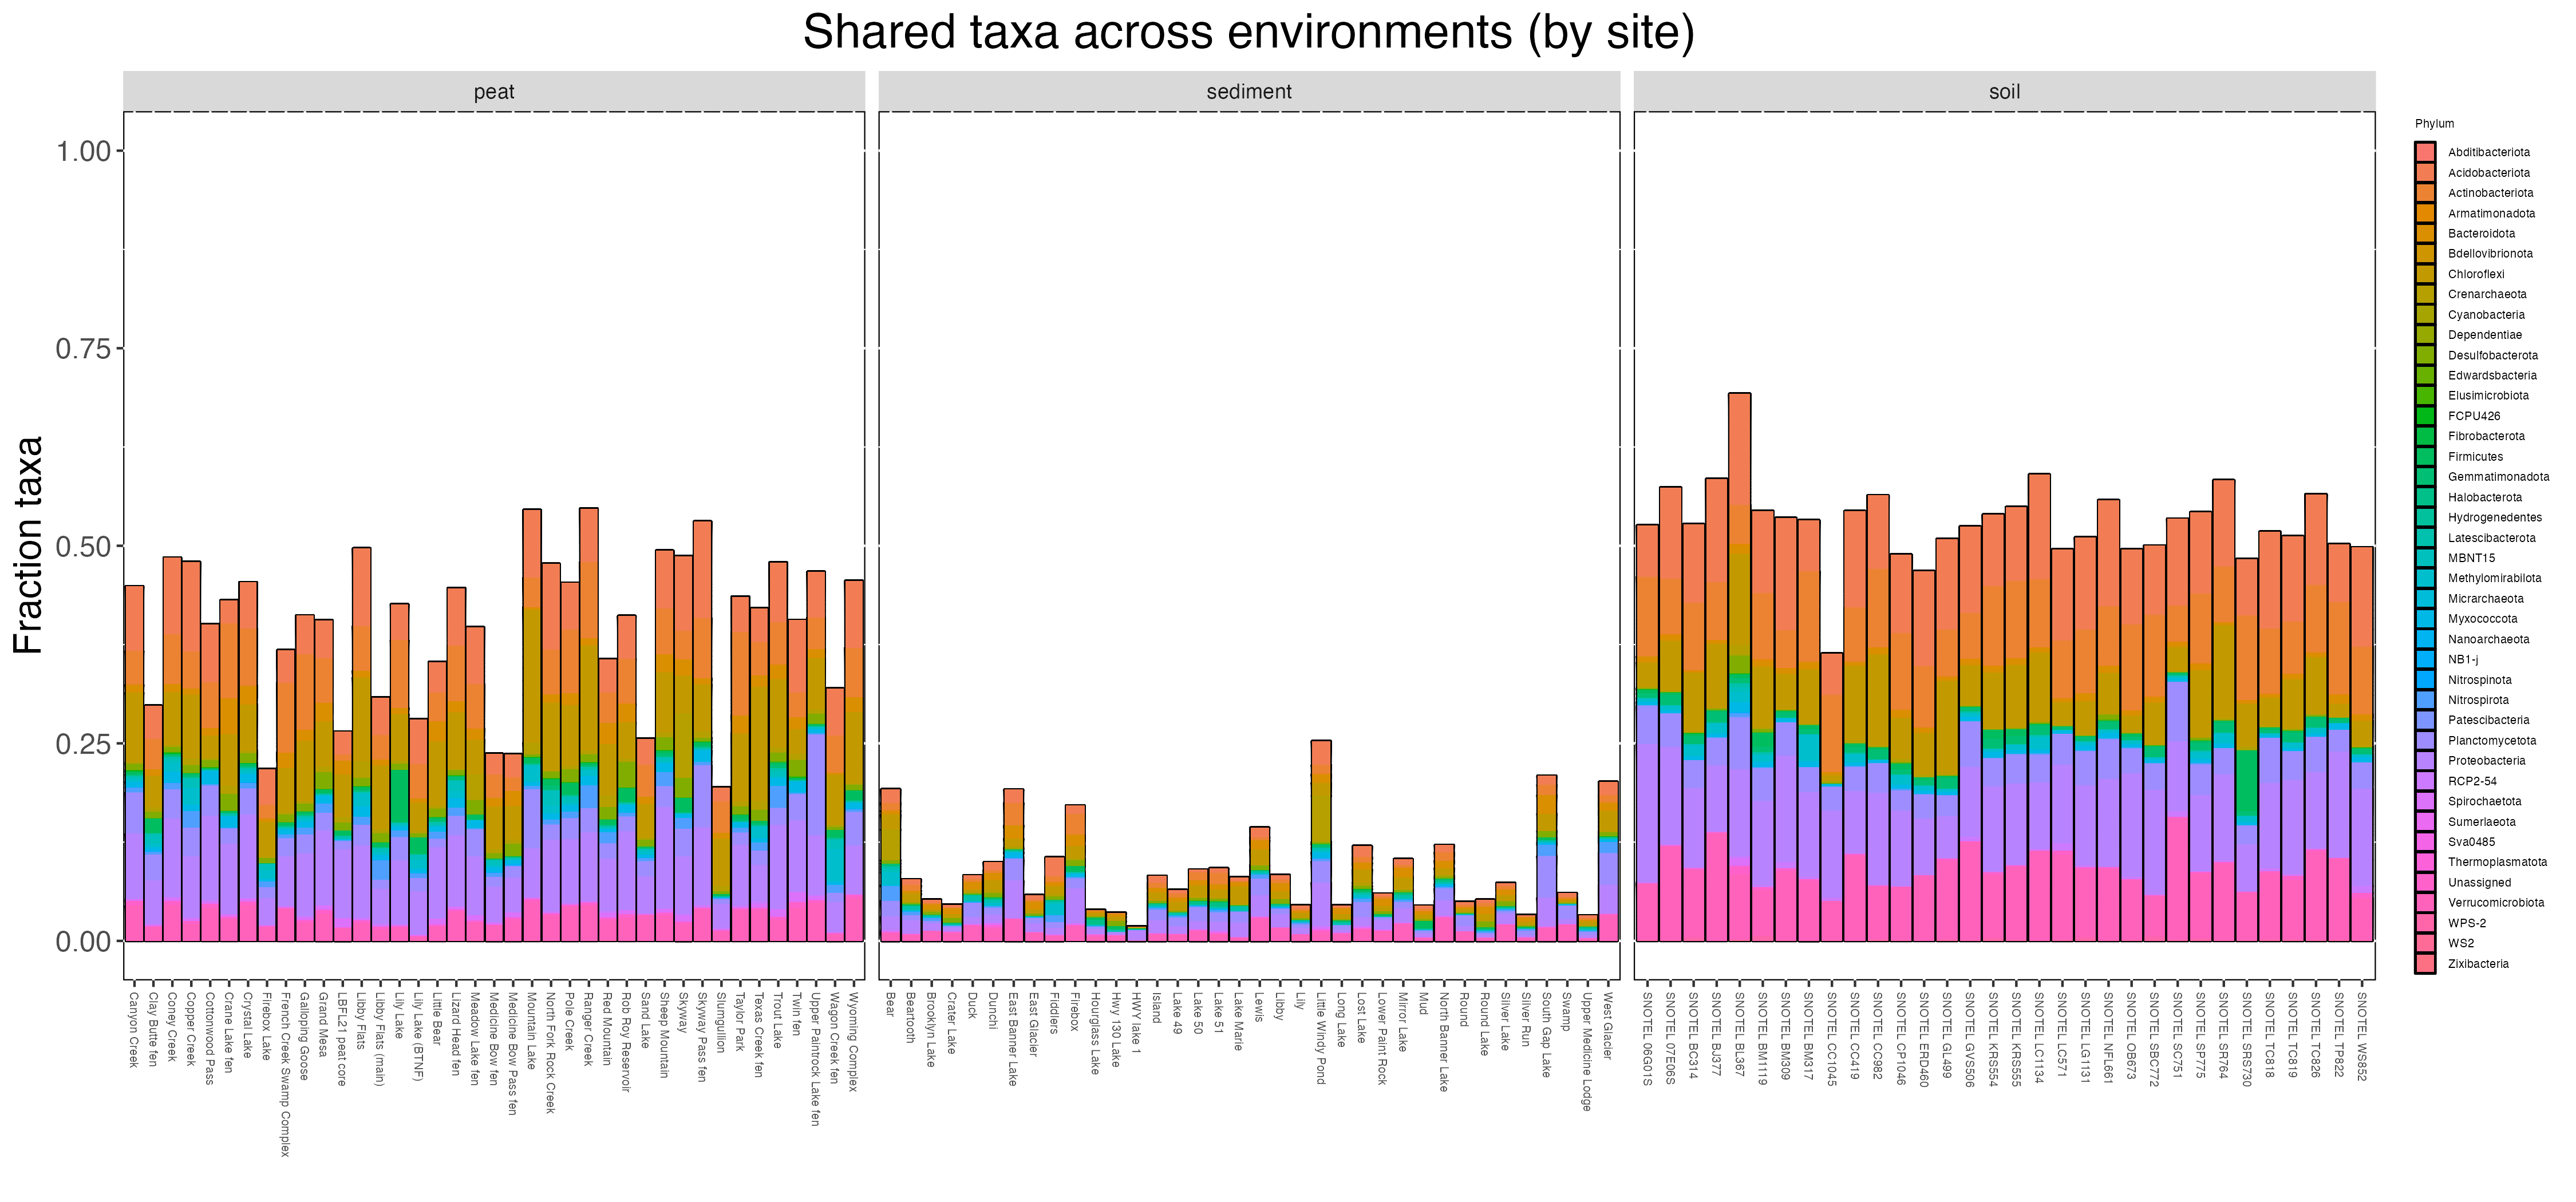 Shared taxa across environments (by site)
peat
sediment
soil
Fraction taxa
1.00
0.75
0.50
0.25
0.00
Canyon Creek
Clay Butte fen
Coney Creek
Copper Creek
Cottonwood Pass
Crane Lake fen
Crystal Lake
Firebox Lake
French Creek Swamp Complex
Galloping Goose
Grand Mesa
LBFL21 peat core
Libby Flats
Libby Flats (main)
Lily Lake
Lily Lake (BTNF)
Little Bear
Lizard Head fen
Meadow Lake fen
Medicine Bow fen
Medicine Bow Pass fen
Mountain Lake
North Fork Rock Creek
Pole Creek
Ranger Creek
Red Mountain
Rob Roy Reservoir
Sand Lake
Sheep Mountain
Skyway
Skyway Pass fen
Slumgullion
Taylor Park
Texas Creek fen
Trout Lake
Twin fen
Upper Paintrock Lake fen
Wagon Creek fen
Wyoming Complex
Bear
Beartooth
Brooklyn Lake
Crater Lake
Duck
Dunchi
East Banner Lake
East Glacier
Fiddlers
Firebox
Hourglass Lake
Hwy 130 Lake
HWY lake 1
Island
Lake 49
Lake 50
Lake 51
Lake Marie
Lewis
Libby
Lily
Little Windy Pond
Long Lake
Lost Lake
Lower Paint Rock
Mirror Lake
Mud
North Banner Lake
Round
Round Lake
Silver Lake
Silver Run
South Gap Lake
Swamp
Upper Medicine Lodge
West Glacier
SNOTEL 06G01S
SNOTEL 07E06S
SNOTEL BC314
SNOTEL BJ377
SNOTEL BL367
SNOTEL BM119
SNOTEL BM309
SNOTEL BM317
SNOTEL CC1045
SNOTEL CC419
SNOTEL CC982
SNOTEL CP1046
SNOTEL ERD460
SNOTEL GL499
SNOTEL GVS506
SNOTEL KRS554
SNOTEL KRS555
SNOTEL LC1134
SNOTEL LC571
SNOTEL LG1131
SNOTEL NFL661
SNOTEL OB673
SNOTEL SBC772
SNOTEL SC751
SNOTEL SP775
SNOTEL SR764
SNOTEL SRS730
SNOTEL TC818
SNOTEL TC819
SNOTEL TC826
SNOTEL TP822
SNOTEL WS852
Phylum
Abditibacteriota
Acidobacteriota
Actinobacteriota
Armatimonadota
Bacteroidota
Bdellovibrionota
Chloroflexi
Crenarchaeota
Cyanobacteria
Dependentiae
Desulfobacterota
Edwardsbacteria
Elusimicrobiota
FCPU426
Fibrobacterota
Firmicutes
Gemmatimonadota
Halobacterota
Hydrogenedentes
Latescibacterota
MBNT15
Methylomirabilota
Micrarchaeota
Myxococcota
Nanoarchaeota
NB1-j
Nitrospinota
Nitrospirota
Patescibacteria
Planctomycetota
Proteobacteria
RCP2-54
Spirochaetota
Sumerlaeota
Sva0485
Thermoplasmatota
Unassigned
Verrucomicrobiota
WPS-2
WS2
Zixibacteria